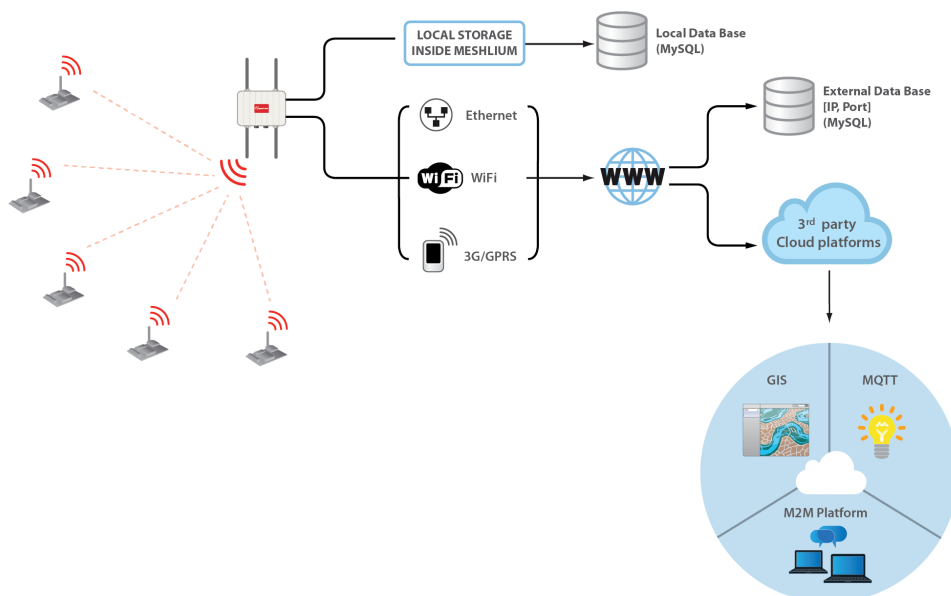 LOCAL STORAGE
INSIDE MESHLIUM
Local Data Base
(MySQL)
External Data Base
[IP, Port]
(MySQL)
Ethernet
WiFi
WiFi
3G/GPRS
WWW
3rd party
Cloud platforms
GIS
MQTT
M2M Platform